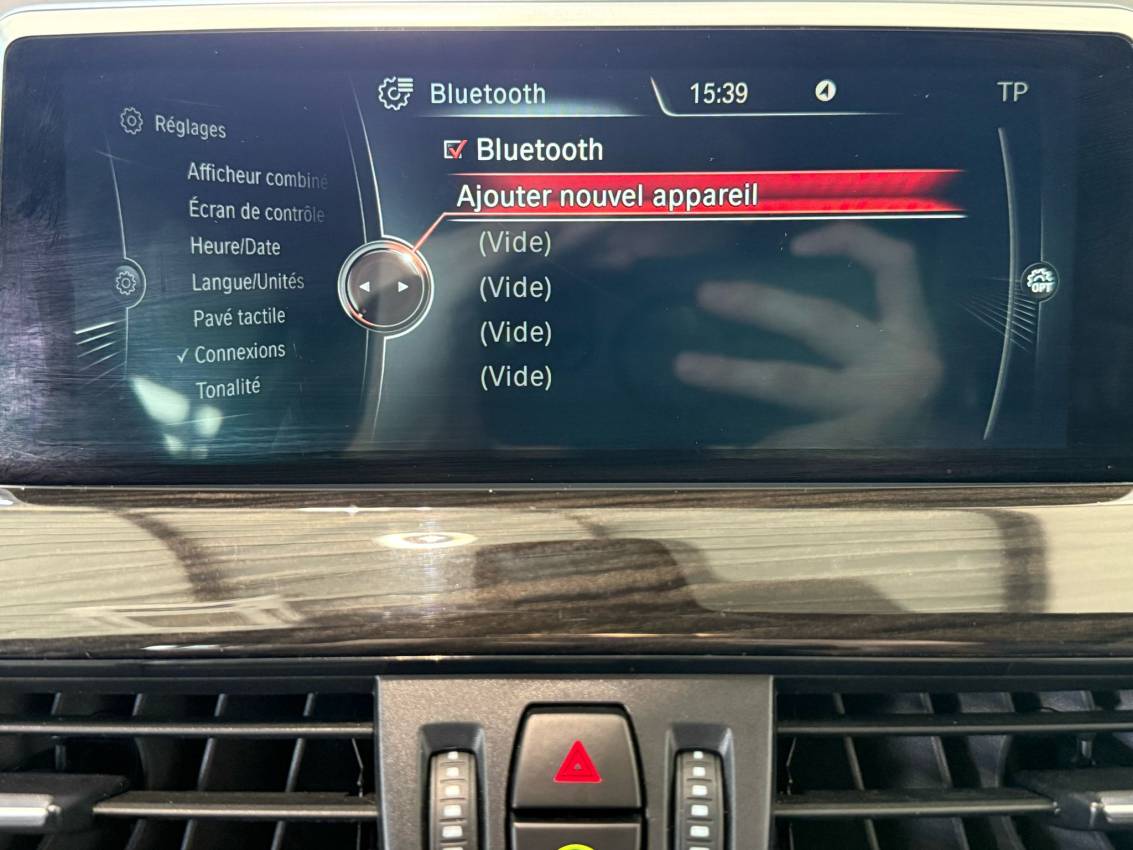 Bluetooth
15:39
TP
Réglages
Afficheur combiné
Écran de contrôle
Heure/Date
Langue/Unités
Pavé tactile
Connexions
Tonalité
Bluetooth
Ajouter nouvel appareil
(Vide)
(Vide)
(Vide)
(Vide)
OPT